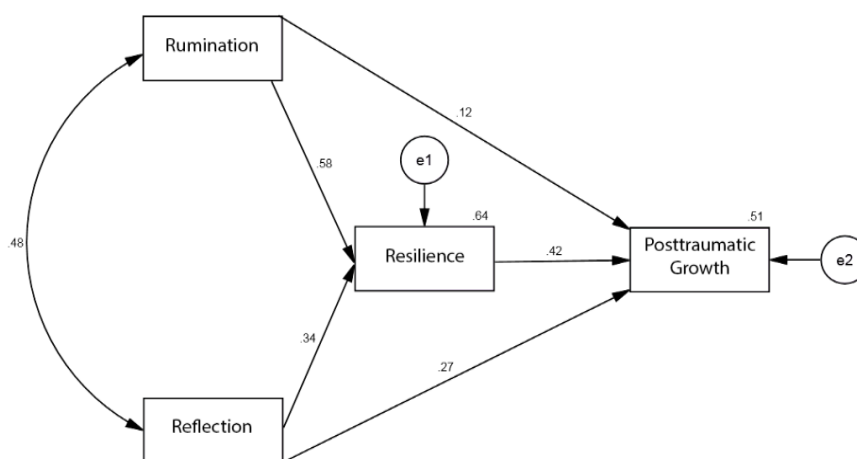 Rumination
.12
.58
e1
.64
.51
.48
Resilience
.42
Posttraumatic
Growth
e2
.34
.27
Reflection